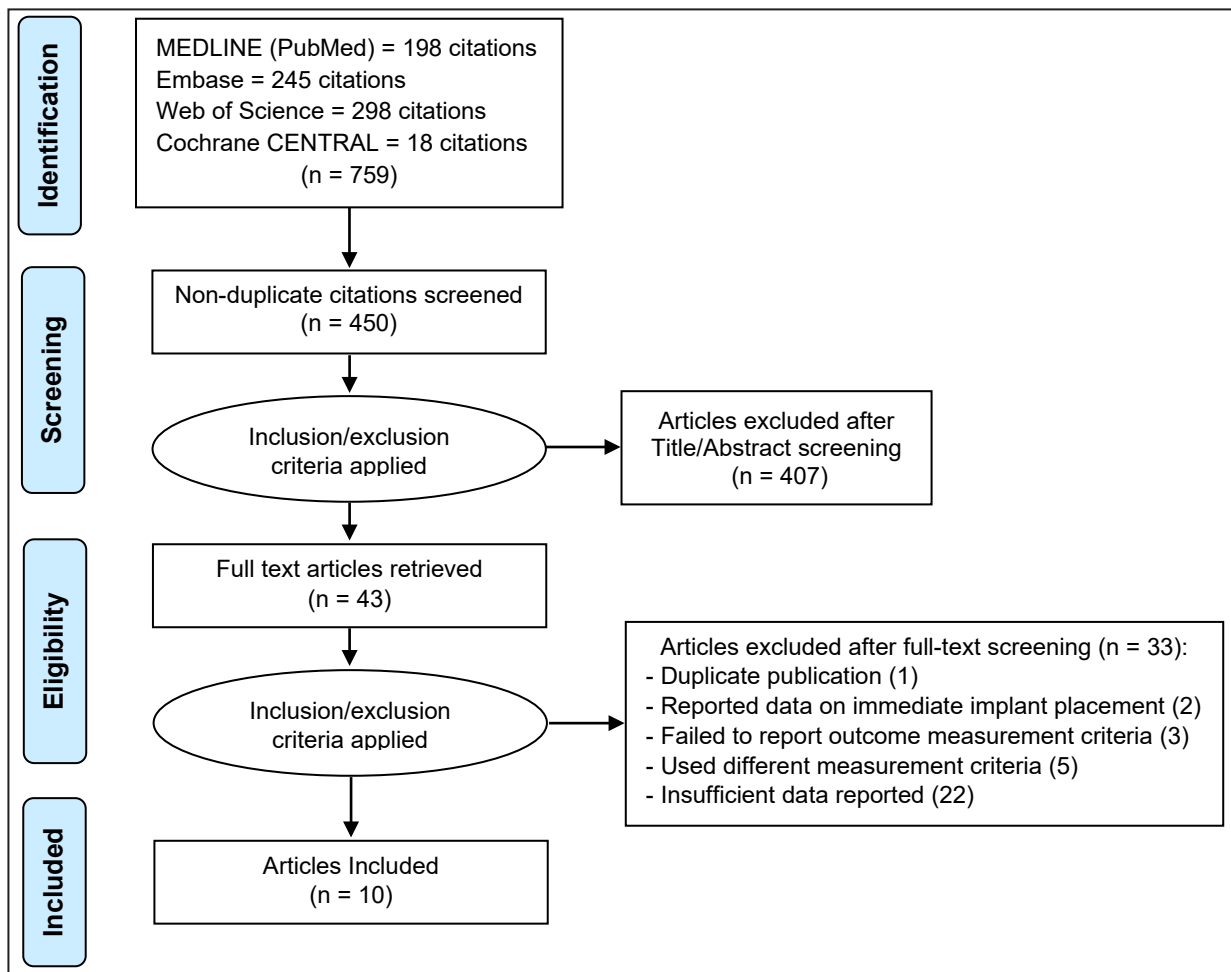 Identification
MEDLINE (PubMed) = 198 citations
Embase = 245 citations
Web of Science = 298 citations
Cochrane CENTRAL = 18 citations
(n = 759)
Screening
Non-duplicate citations screened
(n = 450)
Inclusion/exclusion
criteria applied
Articles excluded after
Title/Abstract screening
(n = 407)
Eligibility
Full text articles retrieved
(n = 43)
Inclusion/exclusion
criteria applied
Articles excluded after full-text screening (n = 33):
- Duplicate publication (1)
- Reported data on immediate implant placement (2)
- Failed to report outcome measurement criteria (3)
- Used different measurement criteria (5)
- Insufficient data reported (22)
Included
Articles Included
(n = 10)